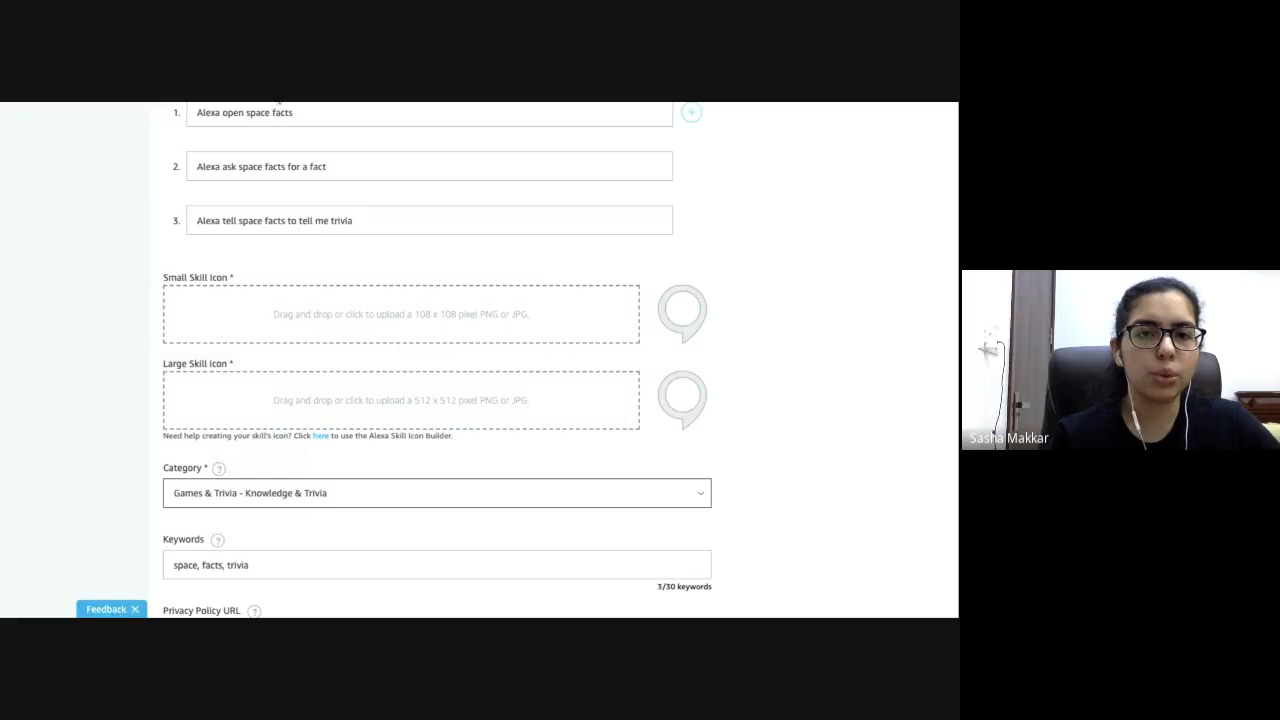 1. Alexa open space facts
+
2. Alexa ask space facts for a fact
3. Alexa tell space facts to tell me trivia
Small Skill Icon *
Drag and drop or click to upload a 108 x 108 pixel PNG or JPG.
Large Skill Icon *
Drag and drop or click to upload a 512 x 512 pixel PNG or JPG.
Need help creating your skill's icon? Click here to use the Alexa Skill Icon Builder.
Category * ?
Games & Trivia - Knowledge & Trivia
Keywords ?
space, facts, trivia
3/30 keywords
Feedback ✕
Privacy Policy URL ?
Sasha Makkar